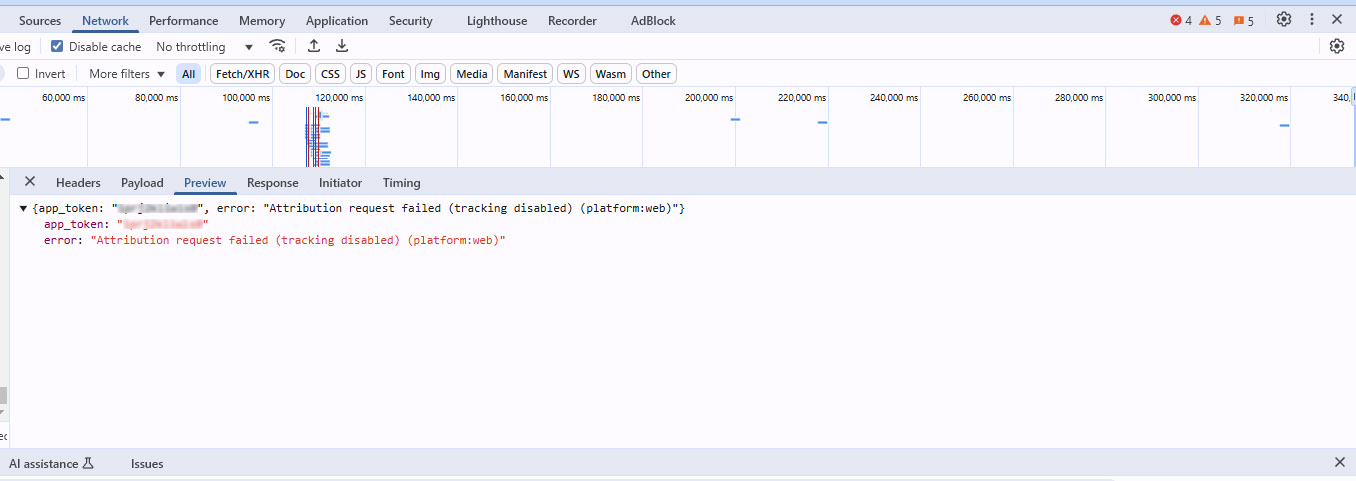 Sources Network Performance Memory Application Security Lighthouse Recorder AdBlock 4 5 5
ve log Disable cache No throttling
Invert More filters All Fetch/XHR Doc CSS JS Font Img Media Manifest WS Wasm Other
60,000 ms 80,000 ms 100,000 ms 120,000 ms 140,000 ms 160,000 ms 180,000 ms 200,000 ms 220,000 ms 240,000 ms 260,000 ms 280,000 ms 300,000 ms 320,000 ms 340,
Headers Payload Preview Response Initiator Timing
{app_token: "", error: "Attribution request failed (tracking disabled) (platform:web)"}
app_token: ""
error: "Attribution request failed (tracking disabled) (platform:web)"
AI assistance Issues